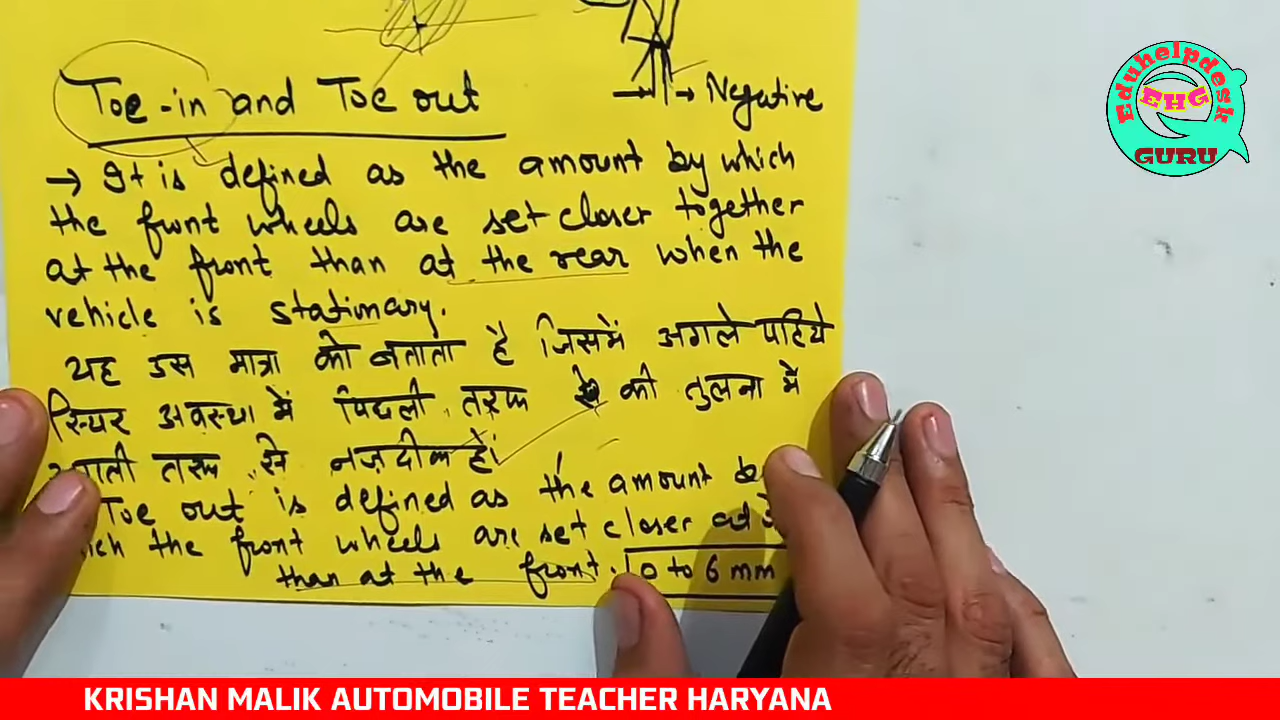 Negative
Toe-in and Toe out
→ It is defined as the amount by which
the front wheels are set closer together
at the front than at the rear when the
vehicle is stationary.
यह उस मात्रा को बताता है जिसमें अगले पहिये
स्थिर अवस्था में पिछली तरफ की तुलना में
तरफ से नज़दीक हो।
Toe out is defined as the amount
the front wheels are set closer
than at the front. 0 to 6 mm
Eduhelpdesk
EHG
GURU
KRISHAN MALIK AUTOMOBILE TEACHER HARYANA